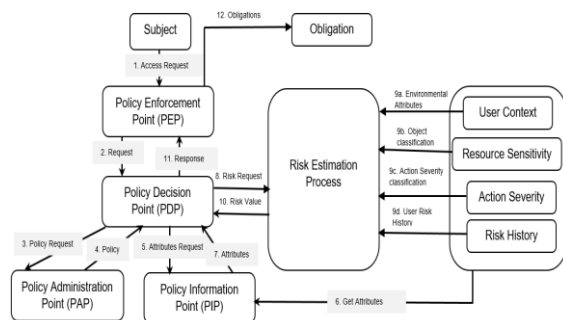 12. Obligations
Subject
Obligation
1. Access Request
9a. Environmental
Attributes
User Context
Policy Enforcement
Point (PEP)
9b. Object
classification
2. Request
11. Response
Resource Sensitivity
Risk Estimation
Process
9c. Action Severity
classification
8. Risk Request
Policy Decision
Point (PDP)
Action Severity
10. Risk Value
9d. User Risk
History
Risk History
3. Policy Request
4. Policy
5. Attributes Request
7. Attributes
Policy Administration
Point (PAP)
Policy Information
Point (PIP)
6. Get Attributes